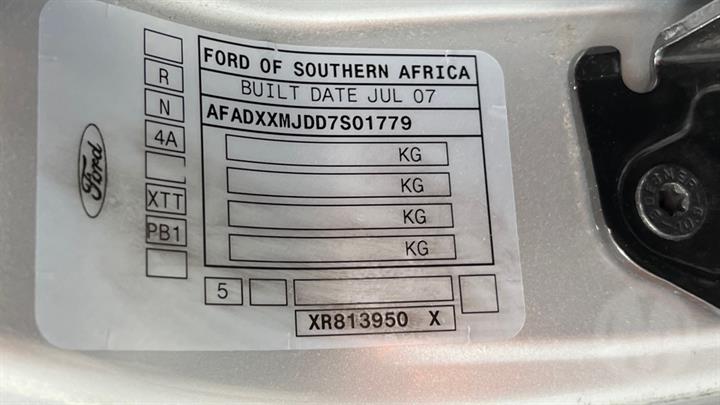 FORD OF SOUTHERN AFRICA
BUILT DATE JUL 07
AFADXXMJDD7S01779
KG
KG
KG
KG
R
N
4A
XTT
PB1
Ford
5
XR813950 X